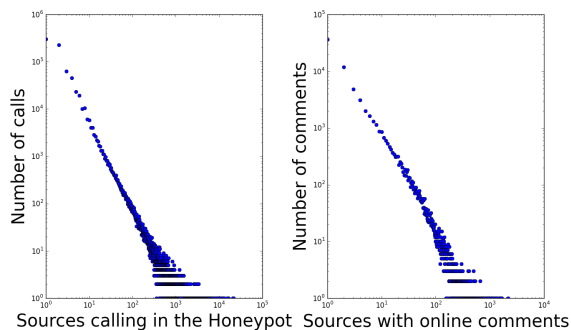 10^6
10^5
10^4
10^3
10^2
10^1
10^0
Number of calls
10^0 10^1 10^2 10^3 10^4 10^5
Sources calling in the Honeypot
10^5
10^4
10^3
10^2
10^1
10^0
Number of comments
10^0 10^1 10^2 10^3 10^4
Sources with online comments